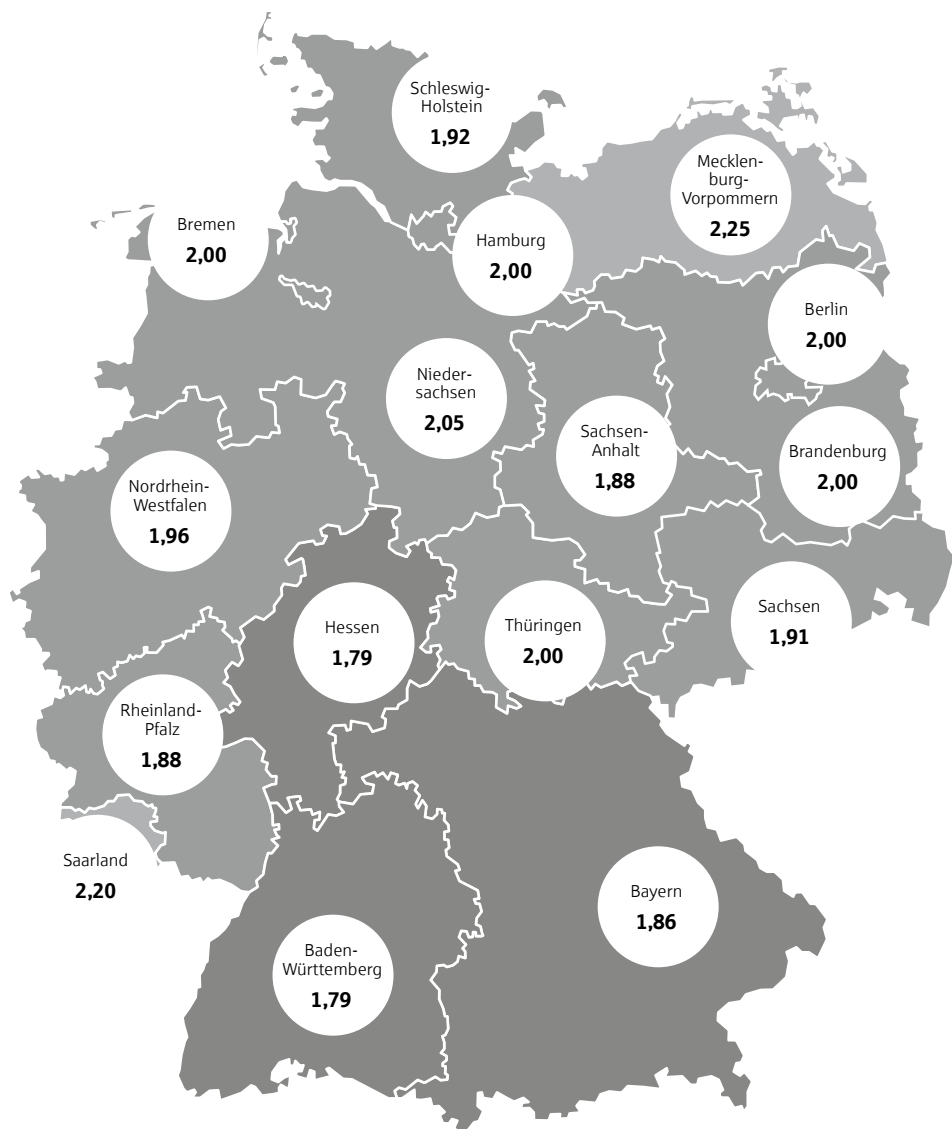 Schleswig-
Holstein
1,92
Mecklen-
burg-
Vorpommern
2,25
Bremen
2,00
Hamburg
2,00
Berlin
2,00
Nieder-
sachsen
2,05
Sachsen-
Anhalt
1,88
Brandenburg
2,00
Nordrhein-
Westfalen
1,96
Hessen
1,79
Thüringen
2,00
Sachsen
1,91
Rheinland-
Pfalz
1,88
Saarland
2,20
Bayern
1,86
Baden-
Württemberg
1,79